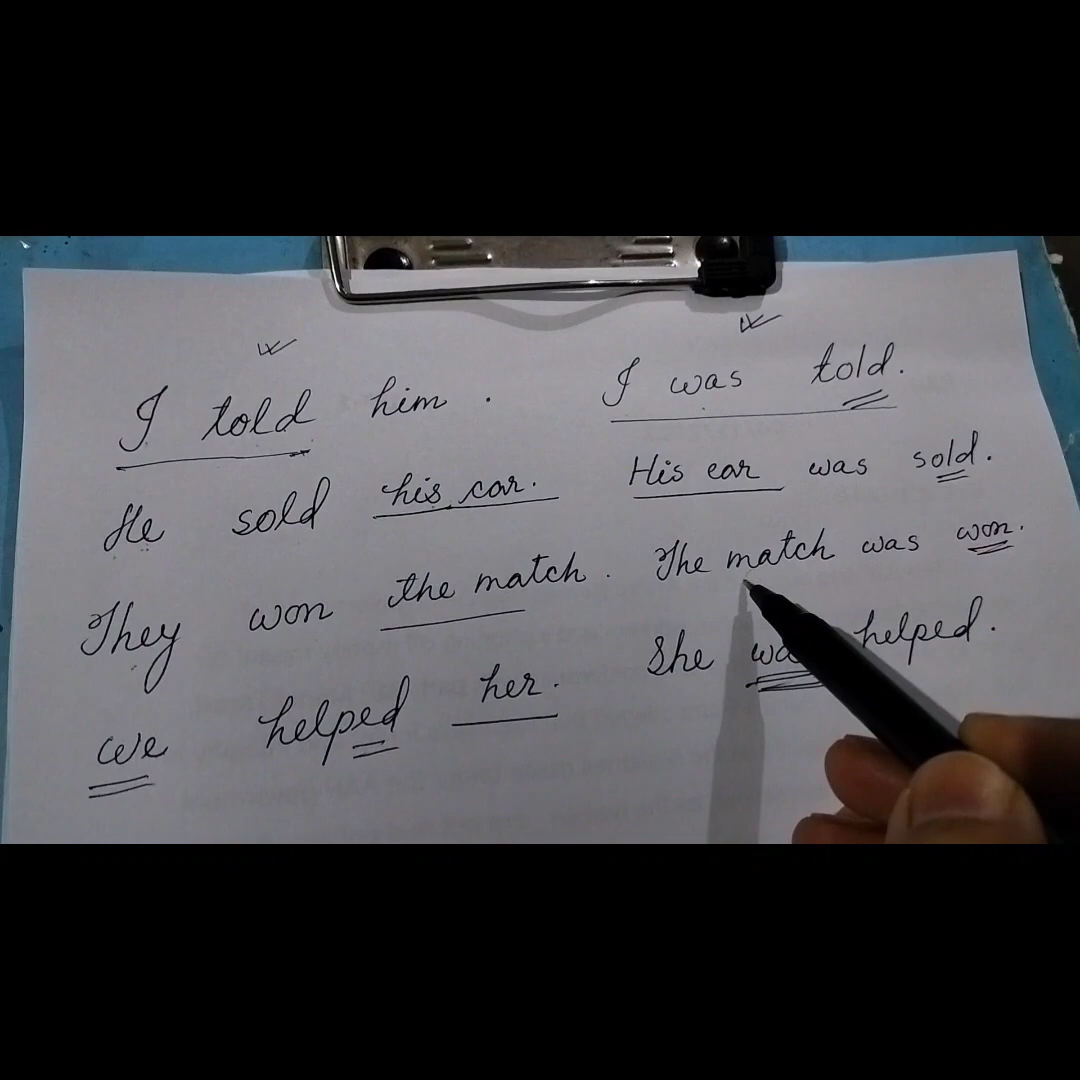 I told him. I was told.
He sold his car. His car was sold.
They won the match. The match was won.
we helped her. She was helped.